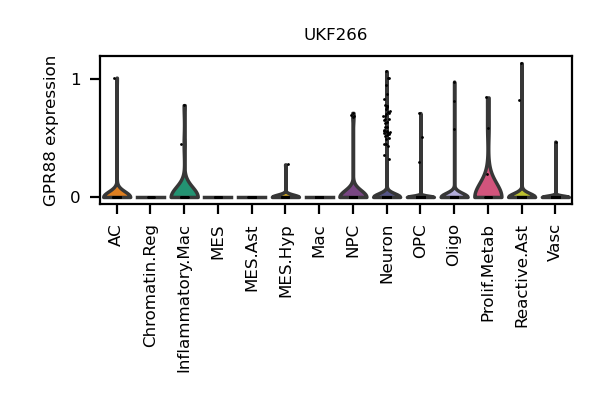 UKF266
GPR88 expression
1
0
AC
Chromatin.Reg
Inflammatory.Mac
MES
MES.Ast
MES.Hyp
Mac
NPC
Neuron
OPC
Oligo
Prolif.Metab
Reactive.Ast
Vasc